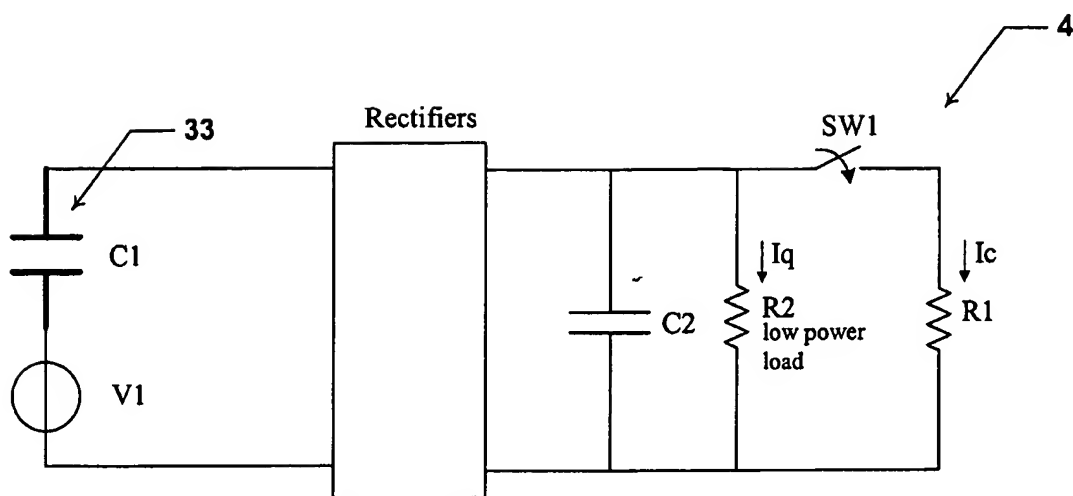 4
33
Rectifiers
SW1
C1
Iq
Ic
C2
R2
low power
load
R1
V1